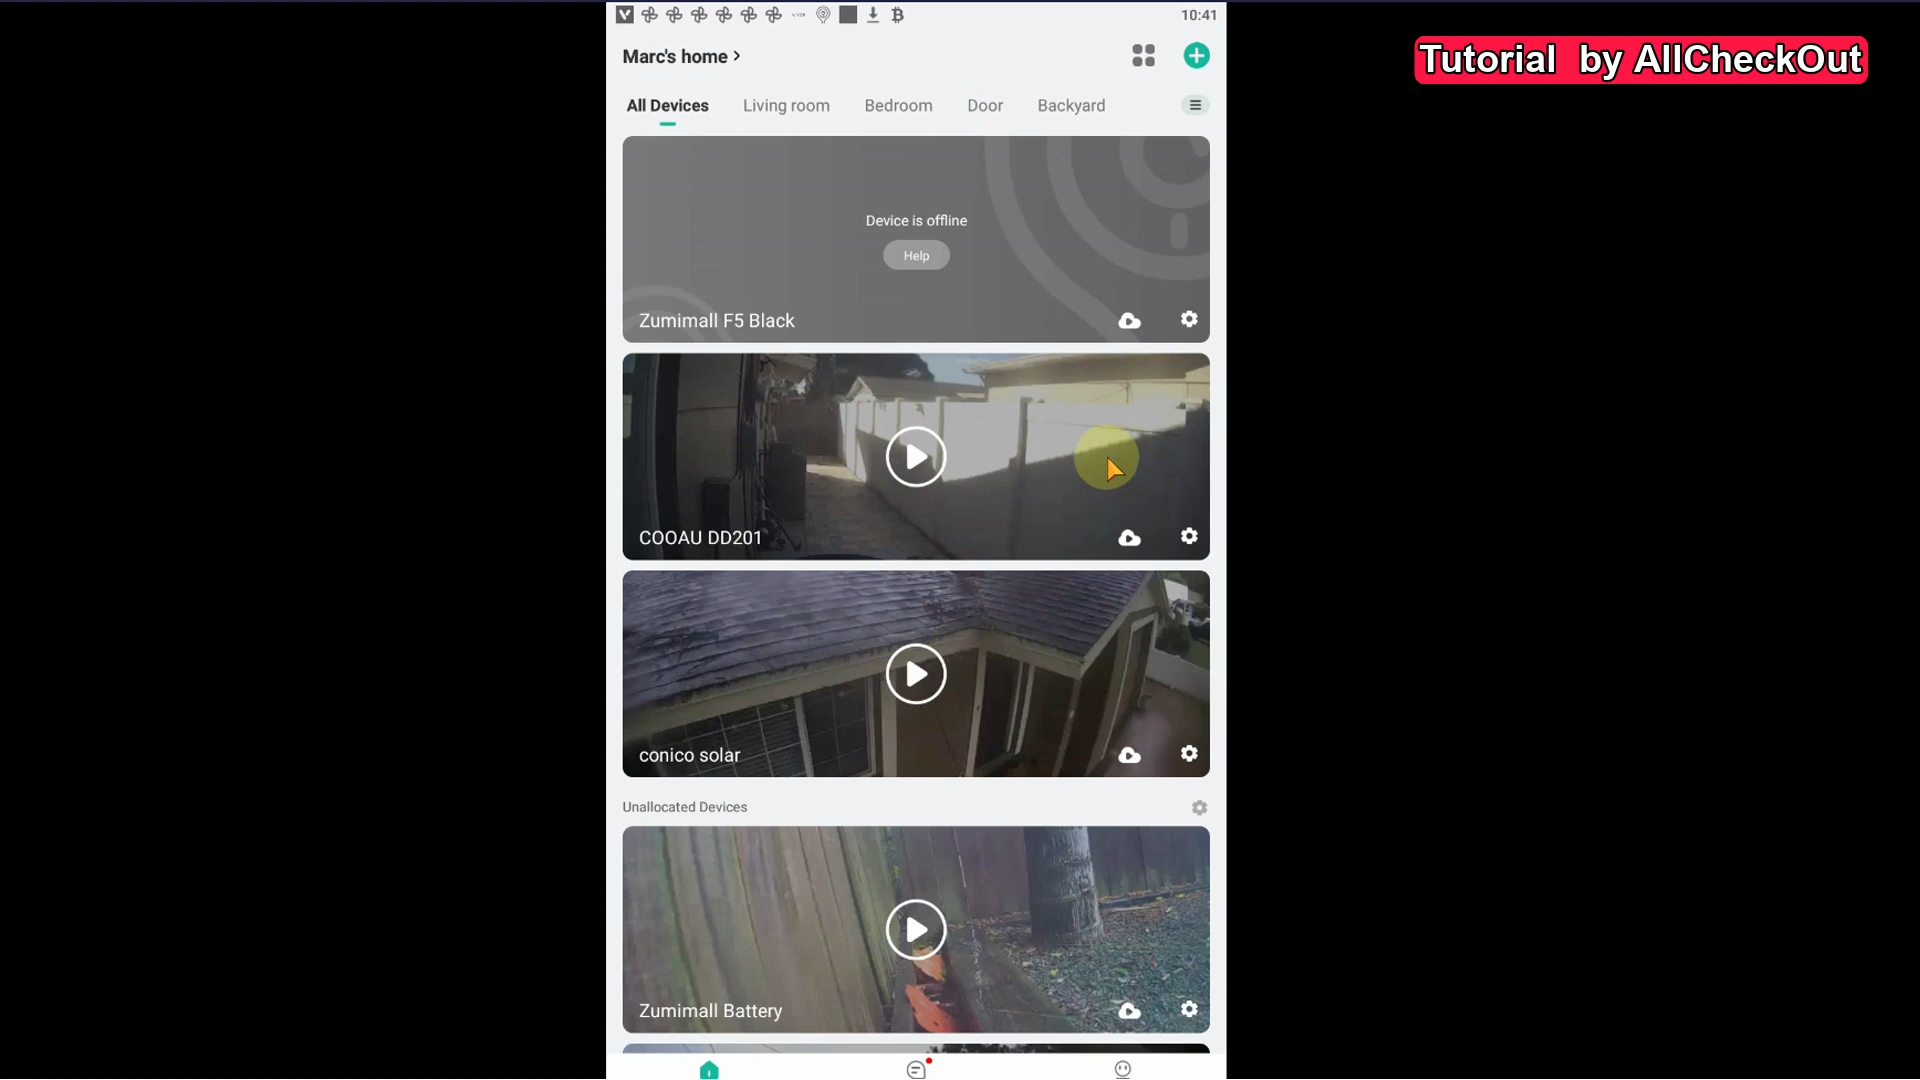 10:41
Tutorial by AllCheckOut
Marc's home >
All Devices
Living room
Bedroom
Door
Backyard
Device is offline
Help
Zumimall F5 Black
COOAU DD201
conico solar
Unallocated Devices
Zumimall Battery